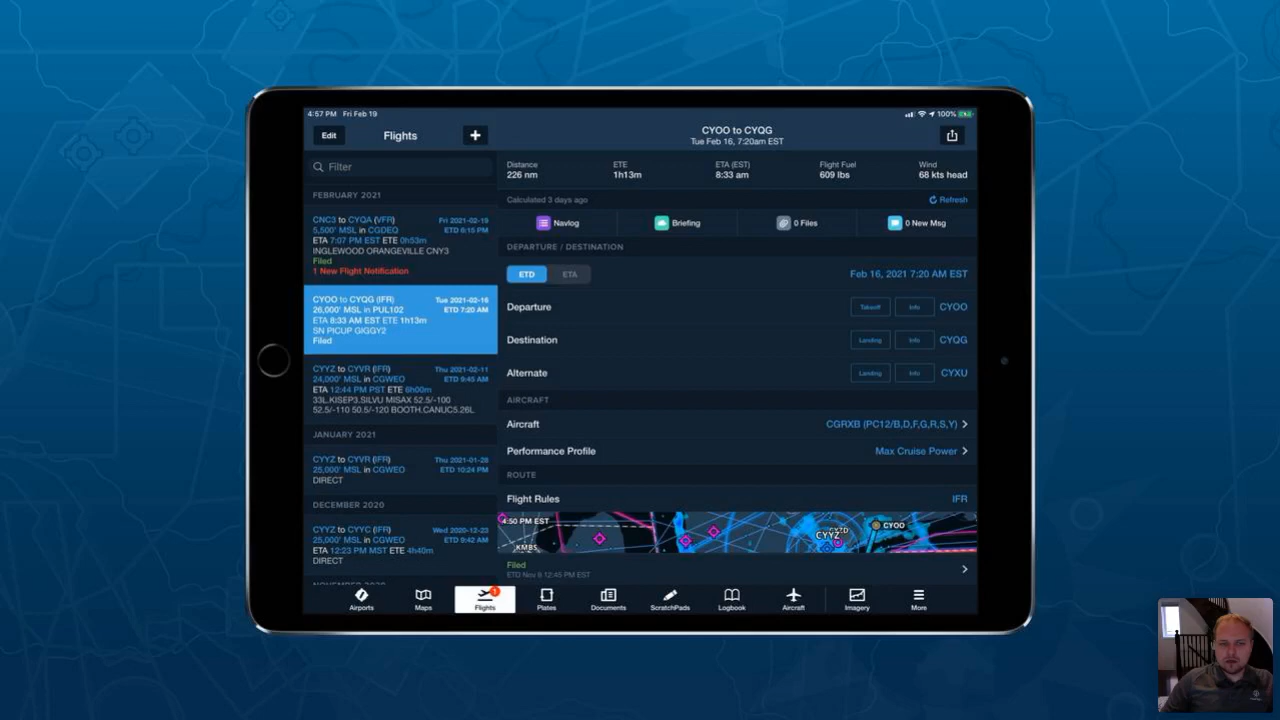 4:57 PM Fri Feb 19
100%
Edit
Flights
+
Filter
FEBRUARY 2021
CNC3 to CYQA (VFR) Fri 2021-02-19
5,500' MSL in CGDEQ ETD 6:15 PM
ETA 7:07 PM EST ETE 0h53m
INGLEWOOD ORANGEVILLE CNY3
Filed
1 New Flight Notification
CYOO to CYQG (IFR) Tue 2021-02-16
26,000' MSL in PUL102 ETD 7:20 AM
ETA 8:33 AM EST ETE 1h13m
SN PICUP GIGGY2
Filed
CYYZ to CYVR (IFR) Thu 2021-02-11
24,000' MSL in CGWEO ETD 9:45 AM
ETA 12:44 PM PST ETE 6h00m
33L.KISEP3.SILVU MISAX 52.5/-100
52.5/-110 50.5/-120 BOOTH.CANUC5.26L
JANUARY 2021
CYYZ to CYVR (IFR) Thu 2021-01-28
25,000' MSL in CGWEO ETD 10:24 PM
DIRECT
DECEMBER 2020
CYYZ to CYYC (IFR) Wed 2020-12-23
25,000' MSL in CGWEO ETD 9:42 AM
ETA 12:23 PM MST ETE 4h40m
DIRECT
NOVEMBER 2020
CYOO to CYQG
Tue Feb 16, 7:20am EST
Distance ETE ETA (EST) Flight Fuel Wind
226 nm 1h13m 8:33 am 609 lbs 68 kts head
Calculated 3 days ago Refresh
Navlog Briefing 0 Files 0 New Msg
DEPARTURE / DESTINATION
ETD ETA Feb 16, 2021 7:20 AM EST
Departure Takeoff Info CYOO
Destination Landing Info CYQG
Alternate Landing Info CYXU
AIRCRAFT
Aircraft CGRXB (PC12/B,D,F,G,R,S,Y)
Performance Profile Max Cruise Power
ROUTE
Flight Rules IFR
4:50 PM EST
CYOO
CYZD
CYYZ
KMBS
Filed
ETD Nov 9 12:45 PM EST
Airports Maps Flights 1 Plates Documents ScratchPads Logbook Aircraft Imagery More